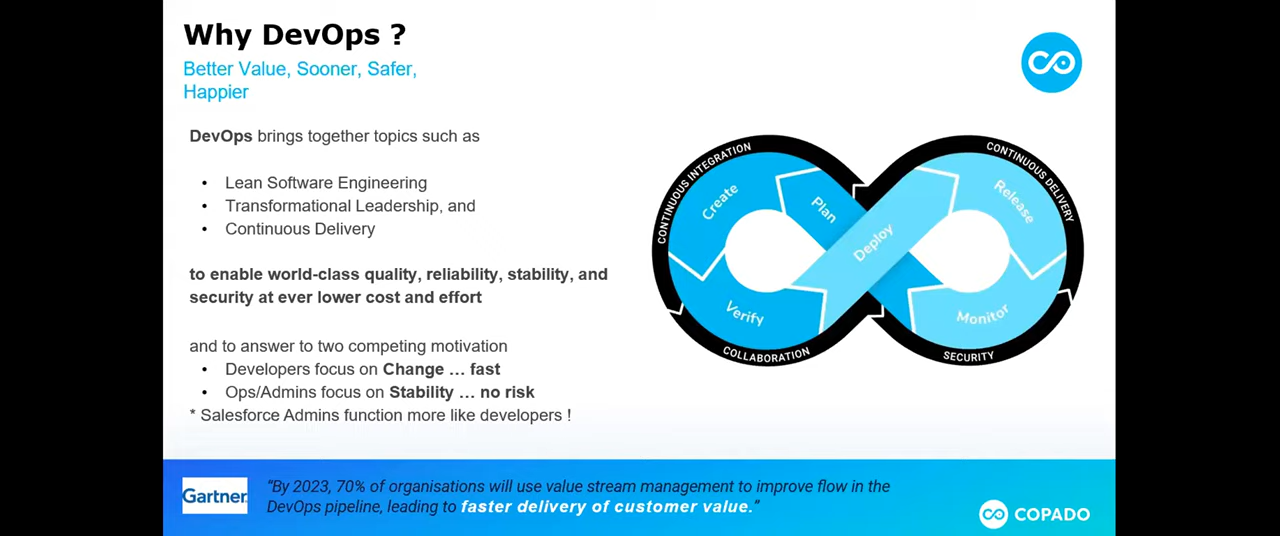 Why DevOps ?
Better Value, Sooner, Safer,
Happier
DevOps brings together topics such as
• Lean Software Engineering
• Transformational Leadership, and
• Continuous Delivery
to enable world-class quality, reliability, stability, and
security at ever lower cost and effort
and to answer to two competing motivation
• Developers focus on Change … fast
• Ops/Admins focus on Stability … no risk
* Salesforce Admins function more like developers !
CONTINUOUS INTEGRATION
CONTINUOUS DELIVERY
Create
Plan
Deploy
Release
Verify
Monitor
COLLABORATION
SECURITY
Gartner
"By 2023, 70% of organisations will use value stream management to improve flow in the
DevOps pipeline, leading to faster delivery of customer value."
COPADO